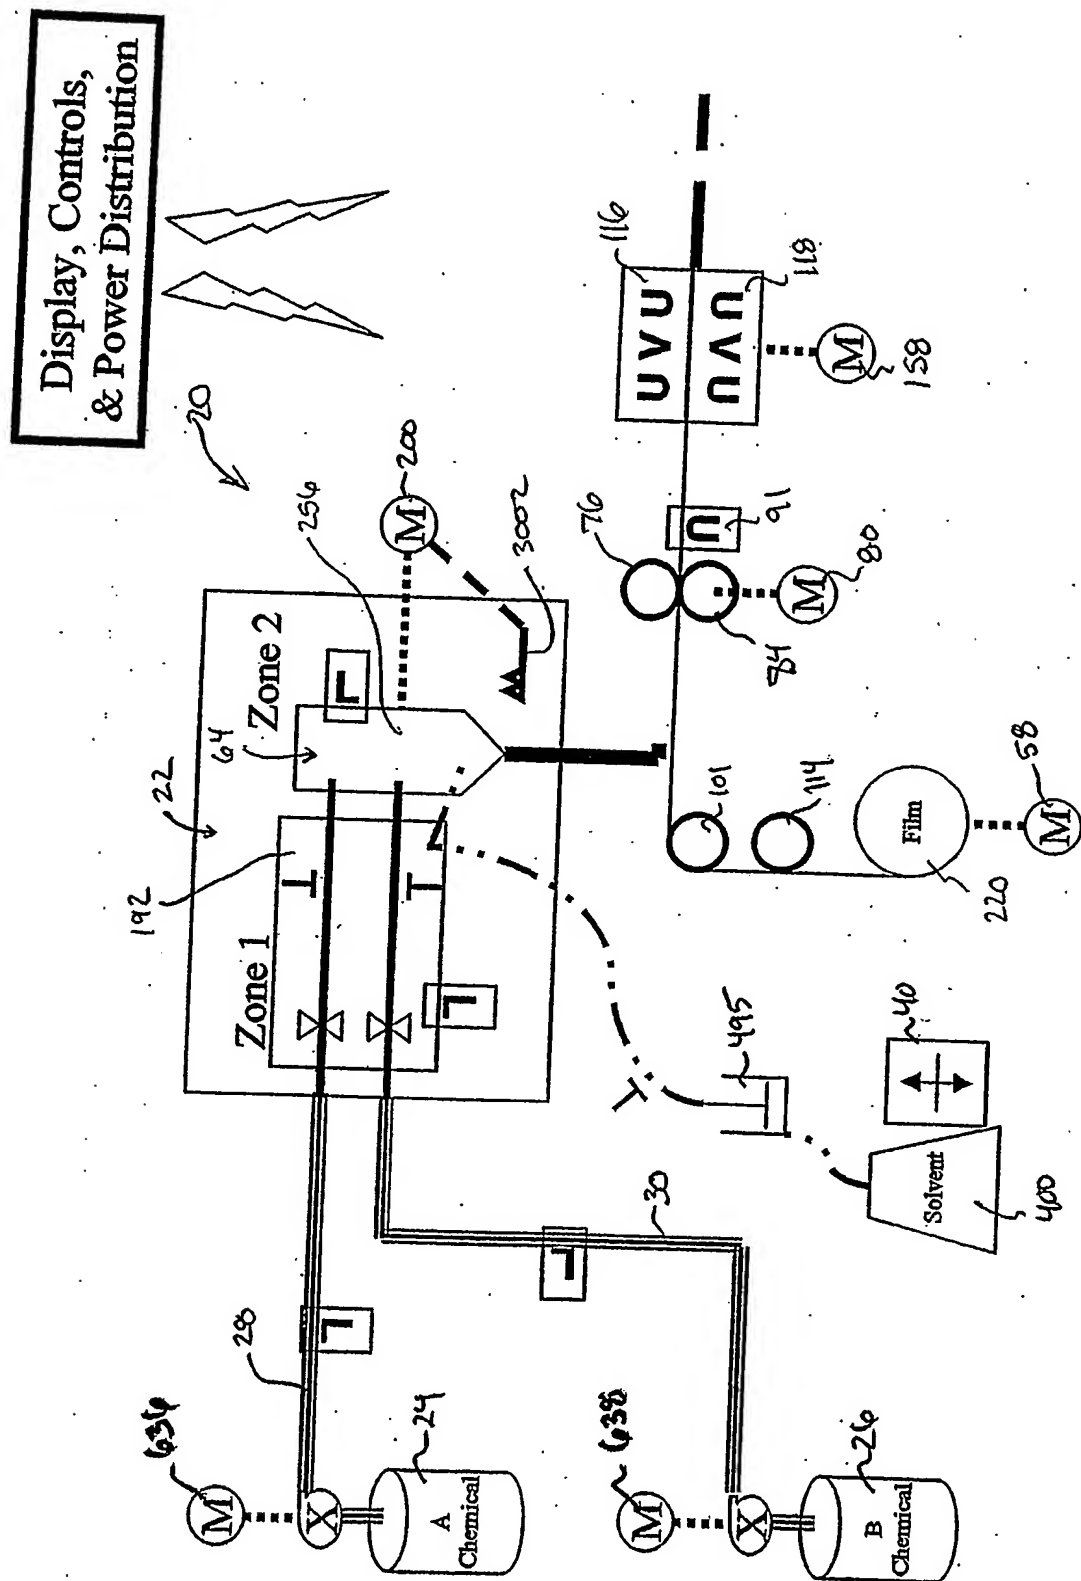 Display, Controls,
& Power Distribution
20
22
64
Zone 2
256
M
200
3002
192
Zone 1
T
T
L
L
28
L
30
L
636
M
X
24
A
Chemical
638
M
X
26
B
Chemical
495
T
40
Solvent
400
76
U
91
84
M
80
101
114
Film
220
M
58
U V U
116
U V U
118
M
158